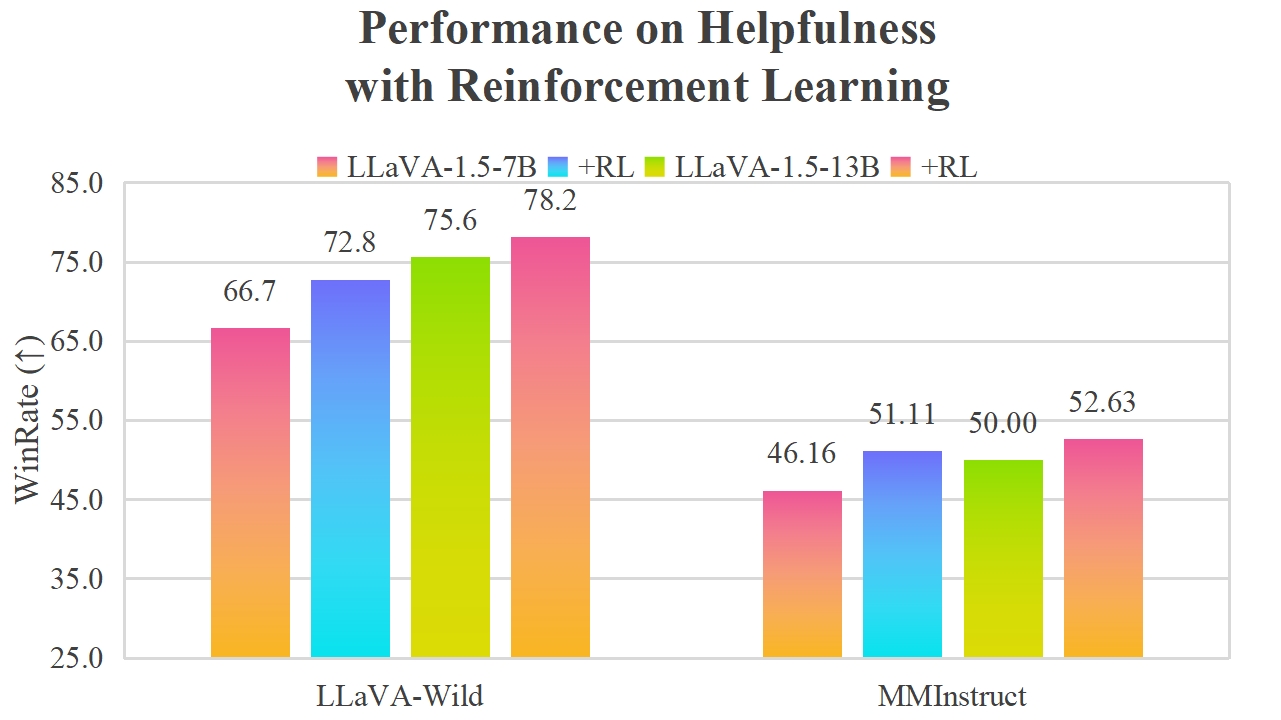 Performance on Helpfulness
with Reinforcement Learning
LLaVA-1.5-7B +RL LLaVA-1.5-13B +RL
WinRate (↑)
85.0
75.0
65.0
55.0
45.0
35.0
25.0
66.7
72.8
75.6
78.2
46.16
51.11
50.00
52.63
LLaVA-Wild
MMInstruct